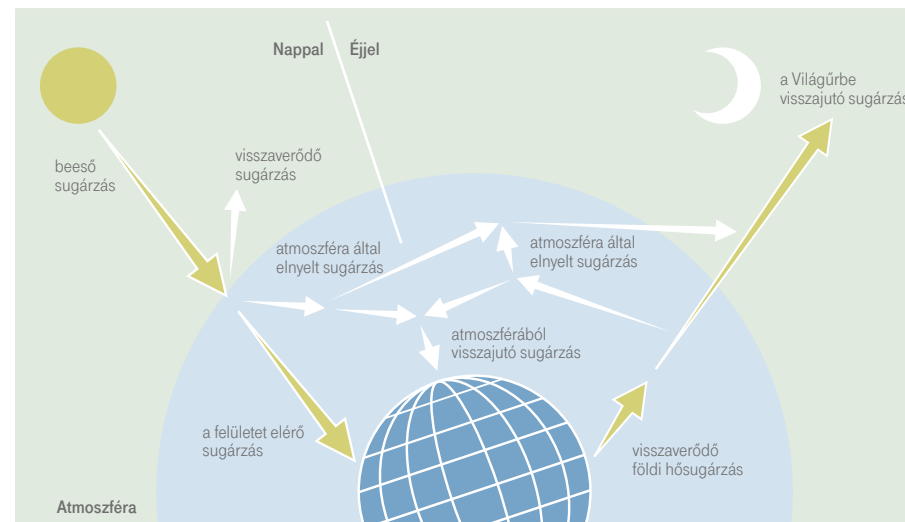 Nappal
Éjjel
a Világűrbe
visszajutó sugárzás
beeső
sugárzás
visszaverődő
sugárzás
atmoszféra által
elnyelt sugárzás
atmoszféra által
elnyelt sugárzás
atmoszférából
visszajutó sugárzás
a felületet elérő
sugárzás
visszaverődő
földi hősugárzás
Atmoszféra